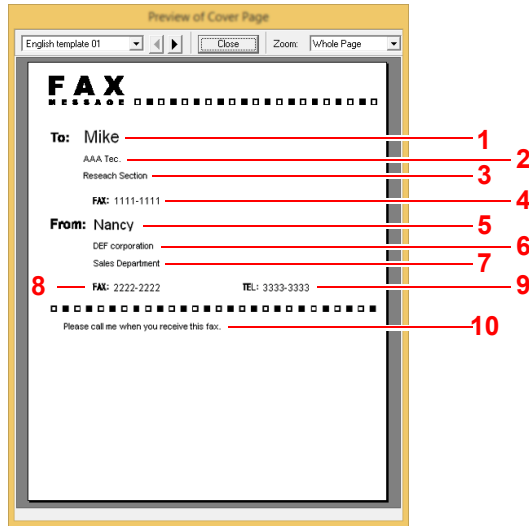 Preview of Cover Page
English template 01 Close Zoom: Whole Page
FAX
MESSAGE
To: Mike 1
AAA Tec. 2
Reseach Section 3
FAX: 1111-1111 4
From: Nancy 5
DEF corporation 6
Sales Department 7
8 FAX: 2222-2222 TEL: 3333-3333 9
Please call me when you receive this fax. 10